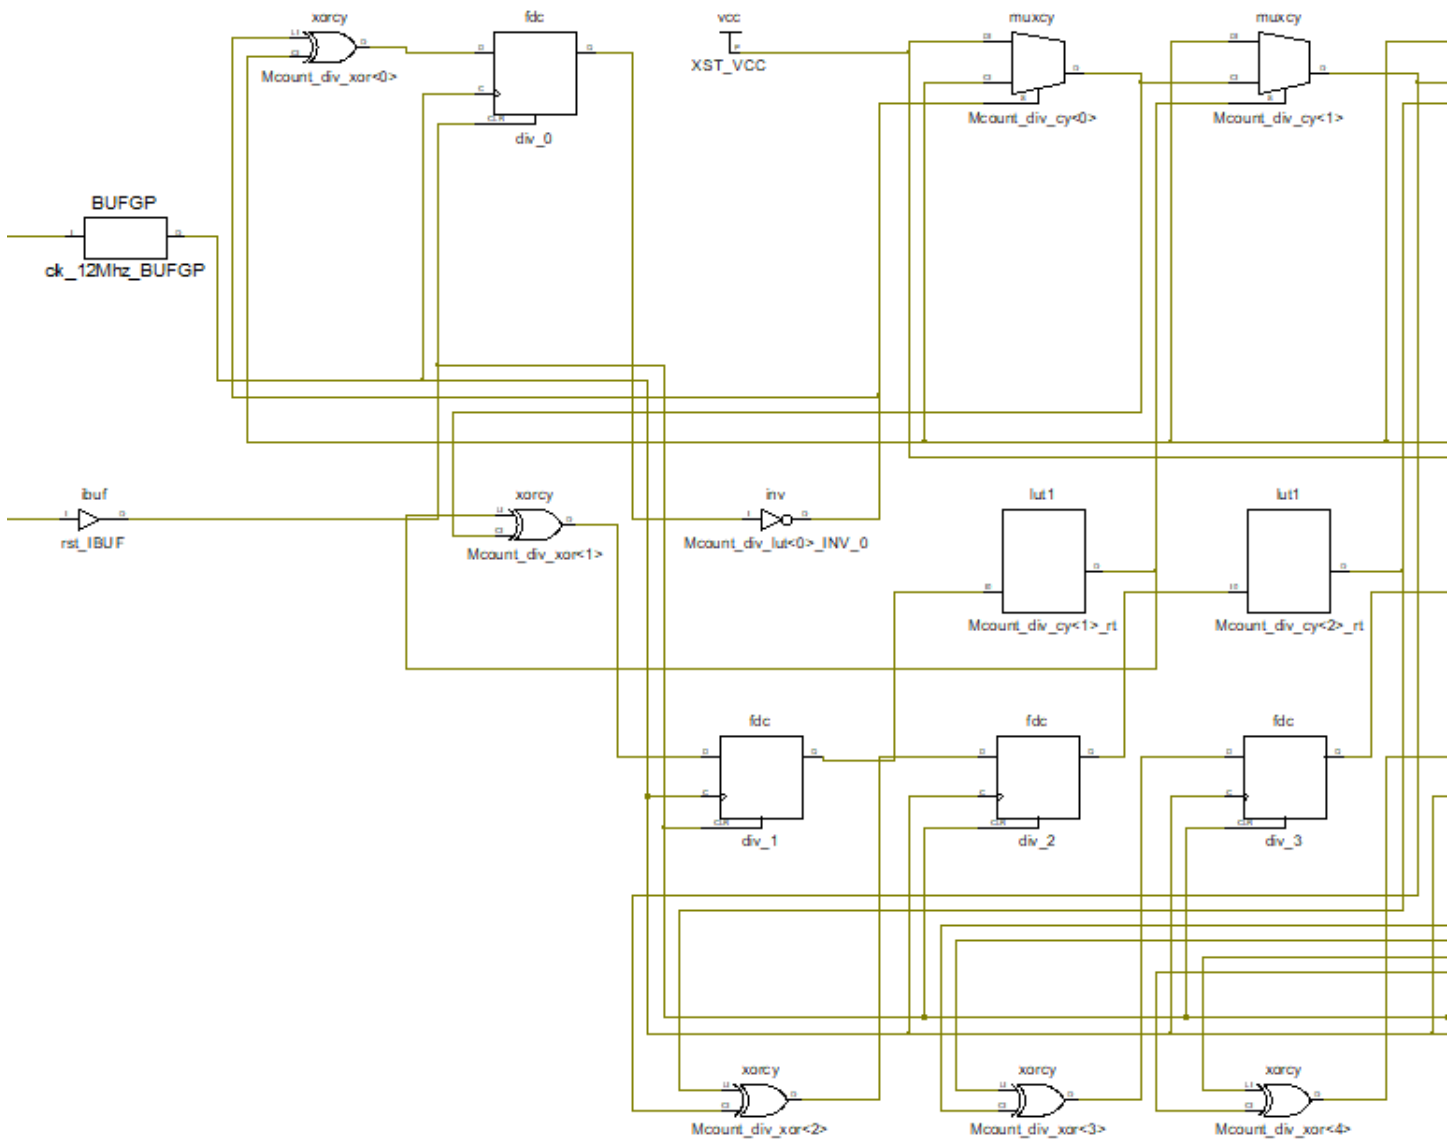 xorcy
fdc
vcc
muxcy
muxcy
Mcount_div_xor<0>
XST_VCC
div_0
Mcount_div_cy<0>
Mcount_div_cy<1>
BUFGP
clk_12Mhz_BUFGP
ibuf
xorcy
inv
lut1
lut1
rst_IBUF
Mcount_div_xor<1>
Mcount_div_lut<0>_INV_0
Mcount_div_cy<1>_rt
Mcount_div_cy<2>_rt
fdc
fdc
fdc
div_1
div_2
div_3
xorcy
xorcy
xorcy
Mcount_div_xor<2>
Mcount_div_xor<3>
Mcount_div_xor<4>